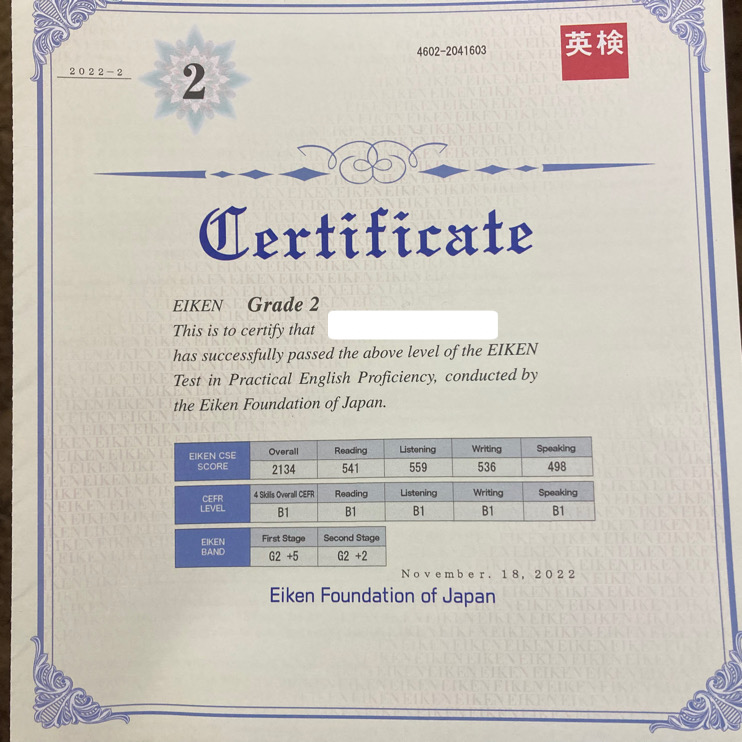 2022-2
2
4602-2041603
英検
Certificate
EIKEN Grade 2
This is to certify that
has successfully passed the above level of the EIKEN
Test in Practical English Proficiency, conducted by
the Eiken Foundation of Japan.
EIKEN CSE SCORE Overall Reading Listening Writing Speaking
2134 541 559 536 498
CEFR LEVEL 4 Skills Overall CEFR Reading Listening Writing Speaking
B1 B1 B1 B1 B1
EIKEN BAND First Stage Second Stage
G2 +5 G2 +2
November. 18, 2022
Eiken Foundation of Japan